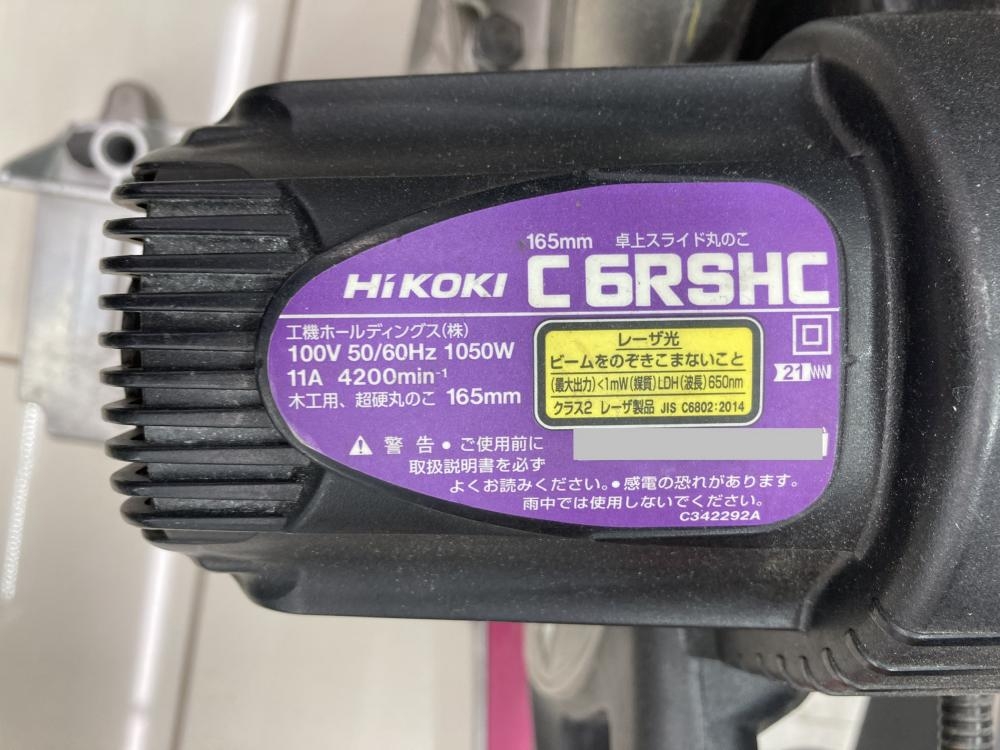 165mm 卓上スライド丸のこ
HiKOKI C6RSHC
工機ホールディングス(株)
100V 50/60Hz 1050W
11A 4200min⁻¹
木工用、超硬丸のこ 165mm
レーザ光
ビームをのぞきこまないこと
(最大出力)<1mW(媒質)LDH(波長)650nm
クラス2 レーザ製品 JIS C6802:2014
21
警告 ● ご使用前に
取扱説明書を必ず
よくお読みください。● 感電の恐れがあります。
雨中では使用しないでください。
C342292A